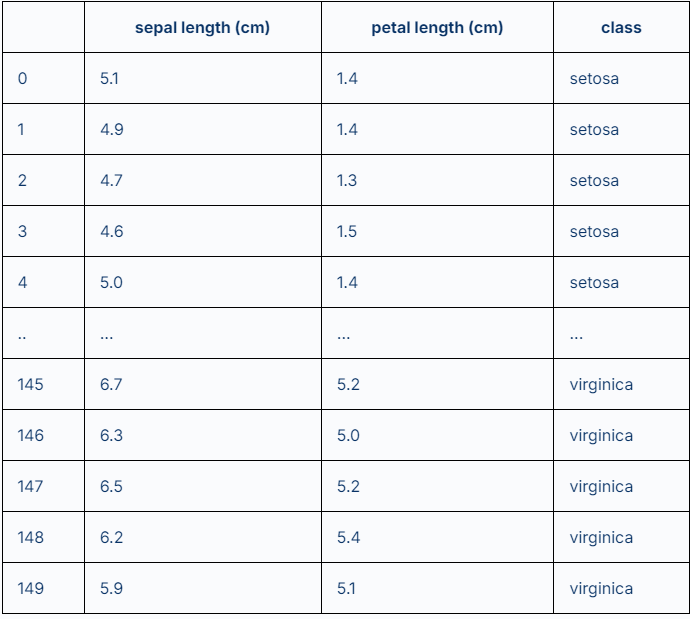 sepal length (cm) petal length (cm) class
0 5.1 1.4 setosa
1 4.9 1.4 setosa
2 4.7 1.3 setosa
3 4.6 1.5 setosa
4 5.0 1.4 setosa
.. ... ... ...
145 6.7 5.2 virginica
146 6.3 5.0 virginica
147 6.5 5.2 virginica
148 6.2 5.4 virginica
149 5.9 5.1 virginica